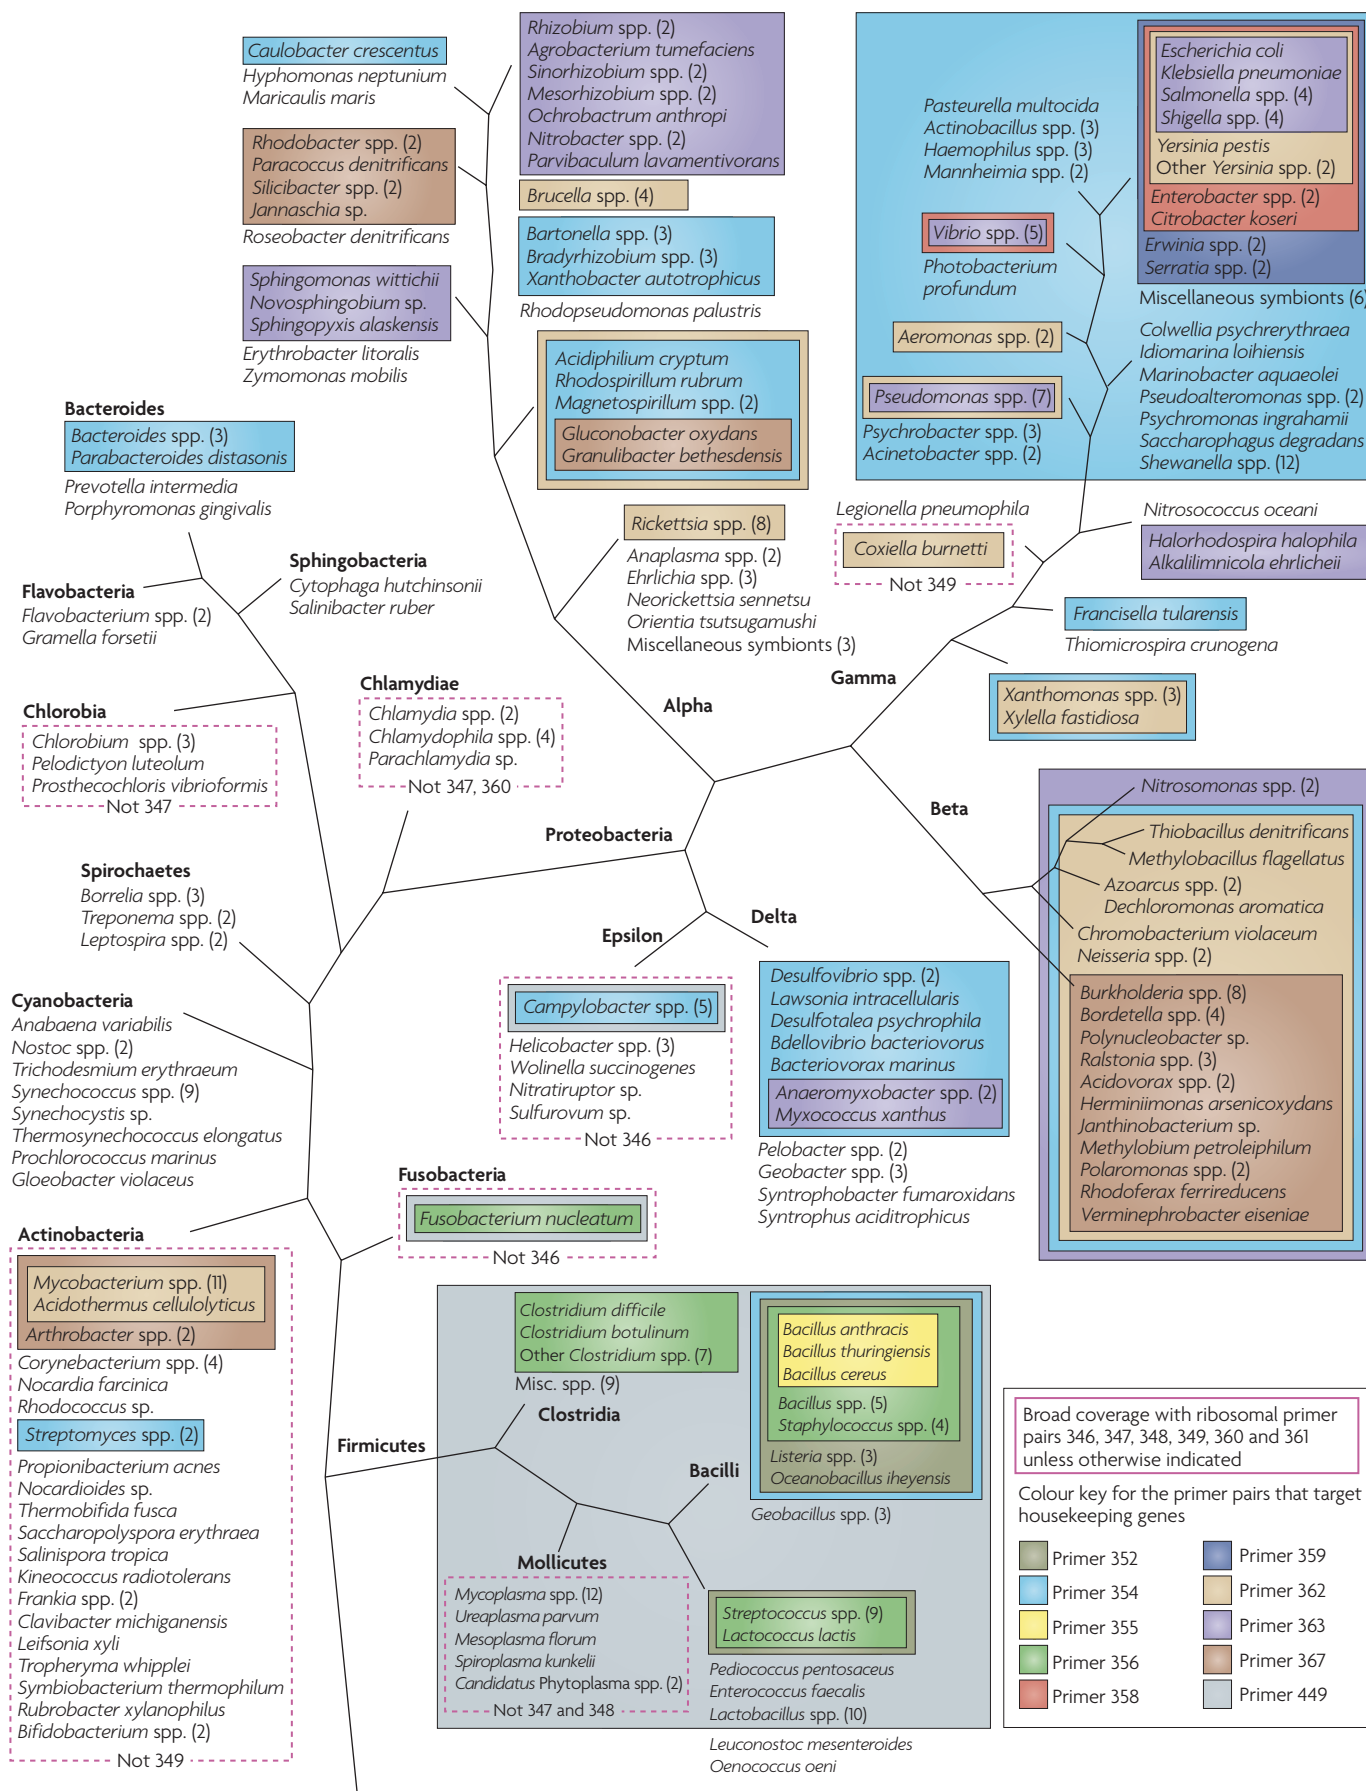 Caulobacter crescentus
Hyphomonas neptunium
Maricaulis maris
Rhodobacter spp. (2)
Paracoccus denitrificans
Silicibacter spp. (2)
Jannaschia sp.
Roseobacter denitrificans
Sphingomonas wittichii
Novosphingobium sp.
Sphingopyxis alaskensis
Erythrobacter litoralis
Zymomonas mobilis
Rhizobium spp. (2)
Agrobacterium tumefaciens
Sinorhizobium spp. (2)
Mesorhizobium spp. (2)
Ochrobactrum anthropi
Nitrobacter spp. (2)
Parvibaculum lavamentivorans
Brucella spp. (4)
Bartonella spp. (3)
Bradyrhizobium spp. (3)
Xanthobacter autotrophicus
Rhodopseudomonas palustris
Acidiphilium cryptum
Rhodospirillum rubrum
Magnetospirillum spp. (2)
Gluconobacter oxydans
Granulibacter bethesdensis
Rickettsia spp. (8)
Anaplasma spp. (2)
Ehrlichia spp. (3)
Neorickettsia sennetsu
Orientia tsutsugamushi
Miscellaneous symbionts (3)
Alpha
Pasteurella multocida
Actinobacillus spp. (3)
Haemophilus spp. (3)
Mannheimia spp. (2)
Escherichia coli
Klebsiella pneumoniae
Salmonella spp. (4)
Shigella spp. (4)
Yersinia pestis
Other Yersinia spp. (2)
Enterobacter spp. (2)
Citrobacter koseri
Erwinia spp. (2)
Serratia spp. (2)
Miscellaneous symbionts (6)
Vibrio spp. (5)
Photobacterium
profundum
Aeromonas spp. (2)
Colwellia psychrerythraea
Idiomarina loihiensis
Marinobacter aquaeolei
Pseudoalteromonas spp. (2)
Psychromonas ingrahamii
Saccharophagus degradans
Shewanella spp. (12)
Pseudomonas spp. (7)
Psychrobacter spp. (3)
Acinetobacter spp. (2)
Legionella pneumophila
Coxiella burnetti
Not 349
Nitrosococcus oceani
Halorhodospira halophila
Alkalilimnicola ehrlicheii
Francisella tularensis
Thiomicrospira crunogena
Xanthomonas spp. (3)
Xylella fastidiosa
Gamma
Bacteroides
Bacteroides spp. (3)
Parabacteroides distasonis
Prevotella intermedia
Porphyromonas gingivalis
Flavobacteria
Flavobacterium spp. (2)
Gramella forsetii
Sphingobacteria
Cytophaga hutchinsonii
Salinibacter ruber
Chlorobia
Chlorobium spp. (3)
Pelodictyon luteolum
Prosthecochloris vibrioformis
Not 347
Chlamydiae
Chlamydia spp. (2)
Chlamydophila spp. (4)
Parachlamydia sp.
Not 347, 360
Proteobacteria
Beta
Nitrosomonas spp. (2)
Thiobacillus denitrificans
Methylobacillus flagellatus
Azoarcus spp. (2)
Dechloromonas aromatica
Chromobacterium violaceum
Neisseria spp. (2)
Burkholderia spp. (8)
Bordetella spp. (4)
Polynucleobacter sp.
Ralstonia spp. (3)
Acidovorax spp. (2)
Herminiimonas arsenicoxydans
Janthinobacterium sp.
Methylobium petroleiphilum
Polaromonas spp. (2)
Rhodoferax ferrireducens
Verminephrobacter eiseniae
Spirochaetes
Borrelia spp. (3)
Treponema spp. (2)
Leptospira spp. (2)
Epsilon
Campylobacter spp. (5)
Helicobacter spp. (3)
Wolinella succinogenes
Nitratiruptor sp.
Sulfurovum sp.
Not 346
Delta
Desulfovibrio spp. (2)
Lawsonia intracellularis
Desulfotalea psychrophila
Bdellovibrio bacteriovorus
Bacteriovorax marinus
Anaeromyxobacter spp. (2)
Myxococcus xanthus
Pelobacter spp. (2)
Geobacter spp. (3)
Syntrophobacter fumaroxidans
Syntrophus aciditrophicus
Cyanobacteria
Anabaena variabilis
Nostoc spp. (2)
Trichodesmium erythraeum
Synechococcus spp. (9)
Synechocystis sp.
Thermosynechococcus elongatus
Prochlorococcus marinus
Gloeobacter violaceus
Fusobacteria
Fusobacterium nucleatum
Not 346
Actinobacteria
Mycobacterium spp. (11)
Acidothermus cellulolyticus
Arthrobacter spp. (2)
Corynebacterium spp. (4)
Nocardia farcinica
Rhodococcus sp.
Streptomyces spp. (2)
Propionibacterium acnes
Nocardioides sp.
Thermobifida fusca
Saccharopolyspora erythraea
Salinispora tropica
Kineococcus radiotolerans
Frankia spp. (2)
Clavibacter michiganensis
Leifsonia xyli
Tropheryma whipplei
Symbiobacterium thermophilum
Rubrobacter xylanophilus
Bifidobacterium spp. (2)
Not 349
Firmicutes
Clostridium difficile
Clostridium botulinum
Other Clostridium spp. (7)
Misc. spp. (9)
Clostridia
Bacillus anthracis
Bacillus thuringiensis
Bacillus cereus
Bacillus spp. (5)
Staphylococcus spp. (4)
Listeria spp. (3)
Oceanobacillus iheyensis
Geobacillus spp. (3)
Bacilli
Mollicutes
Mycoplasma spp. (12)
Ureaplasma parvum
Mesoplasma florum
Spiroplasma kunkelii
Candidatus Phytoplasma spp. (2)
Not 347 and 348
Streptococcus spp. (9)
Lactococcus lactis
Pediococcus pentosaceus
Enterococcus faecalis
Lactobacillus spp. (10)
Leuconostoc mesenteroides
Oenococcus oeni
Broad coverage with ribosomal primer
pairs 346, 347, 348, 349, 360 and 361
unless otherwise indicated
Colour key for the primer pairs that target
housekeeping genes
Primer 352
Primer 354
Primer 355
Primer 356
Primer 358
Primer 359
Primer 362
Primer 363
Primer 367
Primer 449